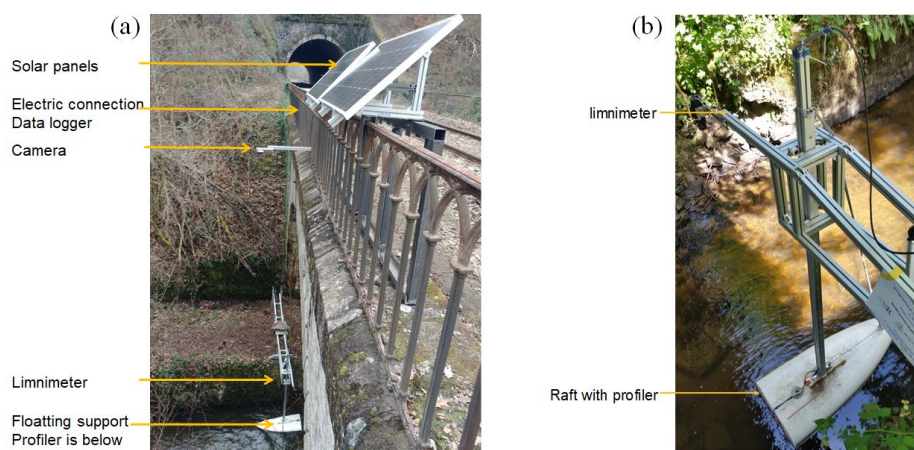 (a)
Solar panels
Electric connection
Data logger
Camera
Limnimeter
Floatting support
Profiler is below
(b)
limnimeter
Raft with profiler